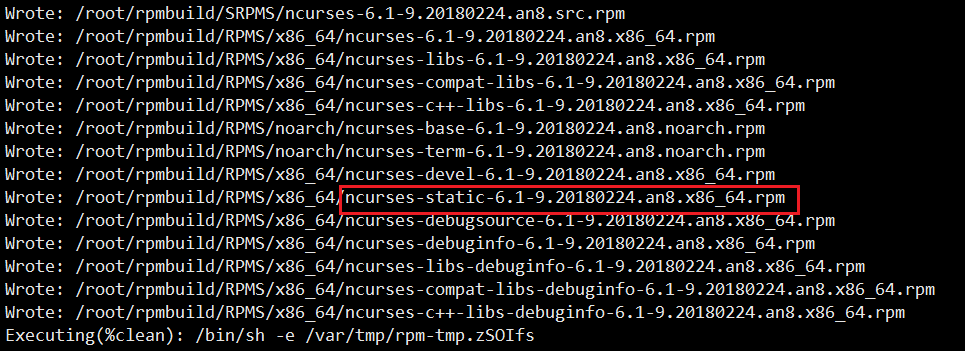 Wrote: /root/rpmbuild/SRPMS/ncurses-6.1-9.20180224.an8.src.rpm
Wrote: /root/rpmbuild/RPMS/x86_64/ncurses-6.1-9.20180224.an8.x86_64.rpm
Wrote: /root/rpmbuild/RPMS/x86_64/ncurses-libs-6.1-9.20180224.an8.x86_64.rpm
Wrote: /root/rpmbuild/RPMS/x86_64/ncurses-compat-libs-6.1-9.20180224.an8.x86_64.rpm
Wrote: /root/rpmbuild/RPMS/x86_64/ncurses-c++-libs-6.1-9.20180224.an8.x86_64.rpm
Wrote: /root/rpmbuild/RPMS/noarch/ncurses-base-6.1-9.20180224.an8.noarch.rpm
Wrote: /root/rpmbuild/RPMS/noarch/ncurses-term-6.1-9.20180224.an8.noarch.rpm
Wrote: /root/rpmbuild/RPMS/x86_64/ncurses-devel-6.1-9.20180224.an8.x86_64.rpm
Wrote: /root/rpmbuild/RPMS/x86_64/ncurses-static-6.1-9.20180224.an8.x86_64.rpm
Wrote: /root/rpmbuild/RPMS/x86_64/ncurses-debugsource-6.1-9.20180224.an8.x86_64.rpm
Wrote: /root/rpmbuild/RPMS/x86_64/ncurses-debuginfo-6.1-9.20180224.an8.x86_64.rpm
Wrote: /root/rpmbuild/RPMS/x86_64/ncurses-libs-debuginfo-6.1-9.20180224.an8.x86_64.rpm
Wrote: /root/rpmbuild/RPMS/x86_64/ncurses-compat-libs-debuginfo-6.1-9.20180224.an8.x86_64.rpm
Wrote: /root/rpmbuild/RPMS/x86_64/ncurses-c++-libs-debuginfo-6.1-9.20180224.an8.x86_64.rpm
Executing(%clean): /bin/sh -e /var/tmp/rpm-tmp.zSOIfs